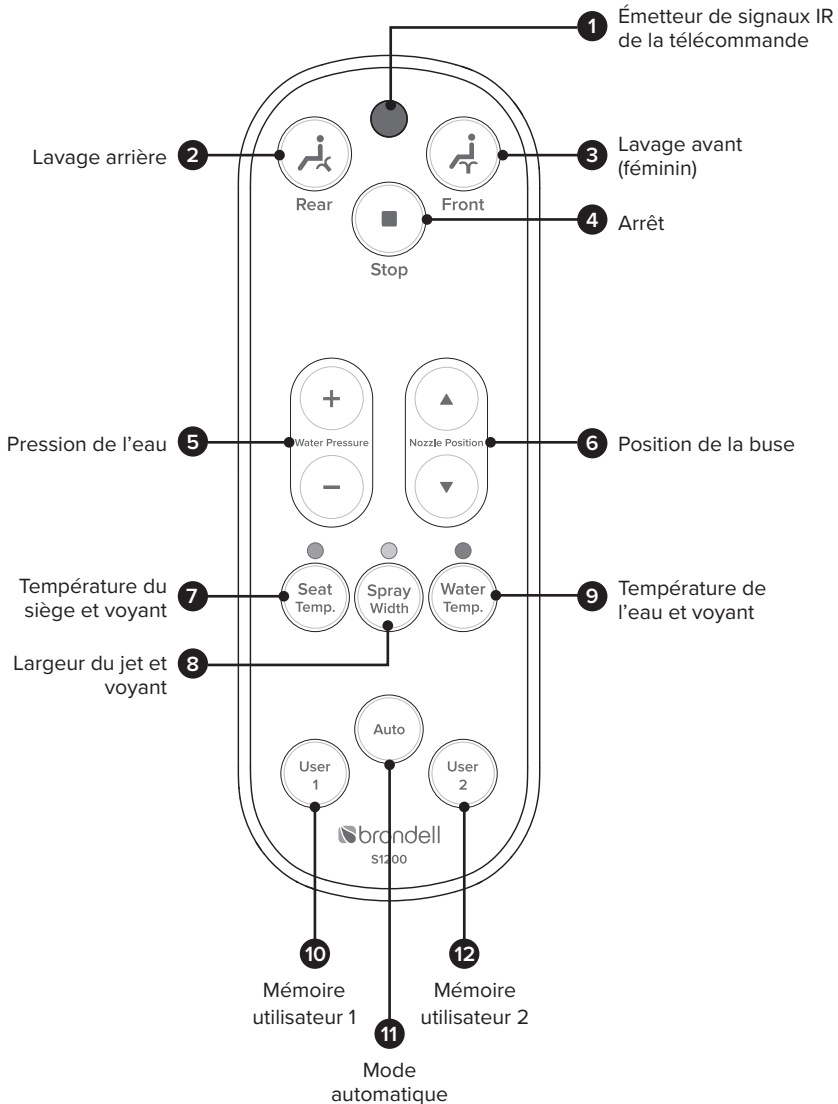 1
Émetteur de signaux IR
de la télécommande
Lavage arrière
2
3
Lavage avant
(féminin)
Rear
Front
4
Arrêt
Stop
Pression de l'eau
5
Water Pressure
Nozzle Position
6
Position de la buse
Température du
siège et voyant
7
Seat
Temp.
Spray
Width
Water
Temp.
9
Température de
l'eau et voyant
Largeur du jet et
voyant
8
Auto
User
1
User
2
brondell
S1200
10
Mémoire
utilisateur 1
12
Mémoire
utilisateur 2
11
Mode
automatique